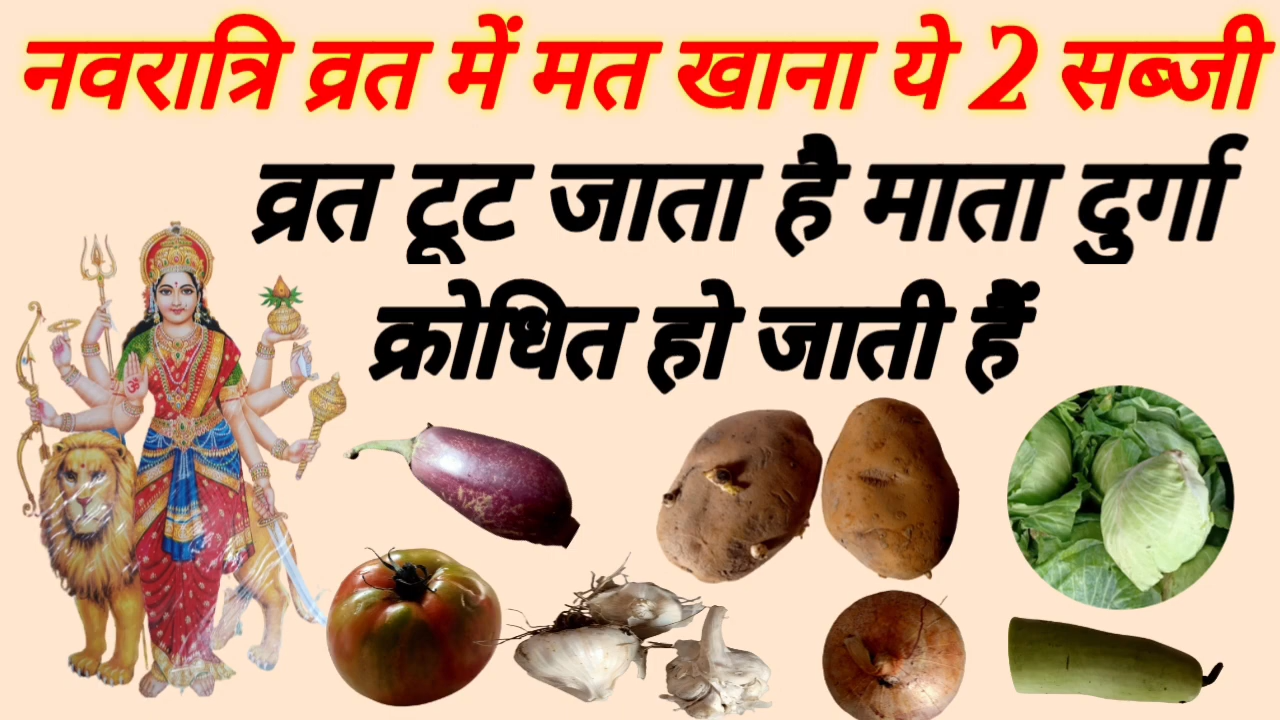 नवरात्रि व्रत में मत खाना ये 2 सब्जी
व्रत टूट जाता है माता दुर्गा
क्रोधित हो जाती हैं